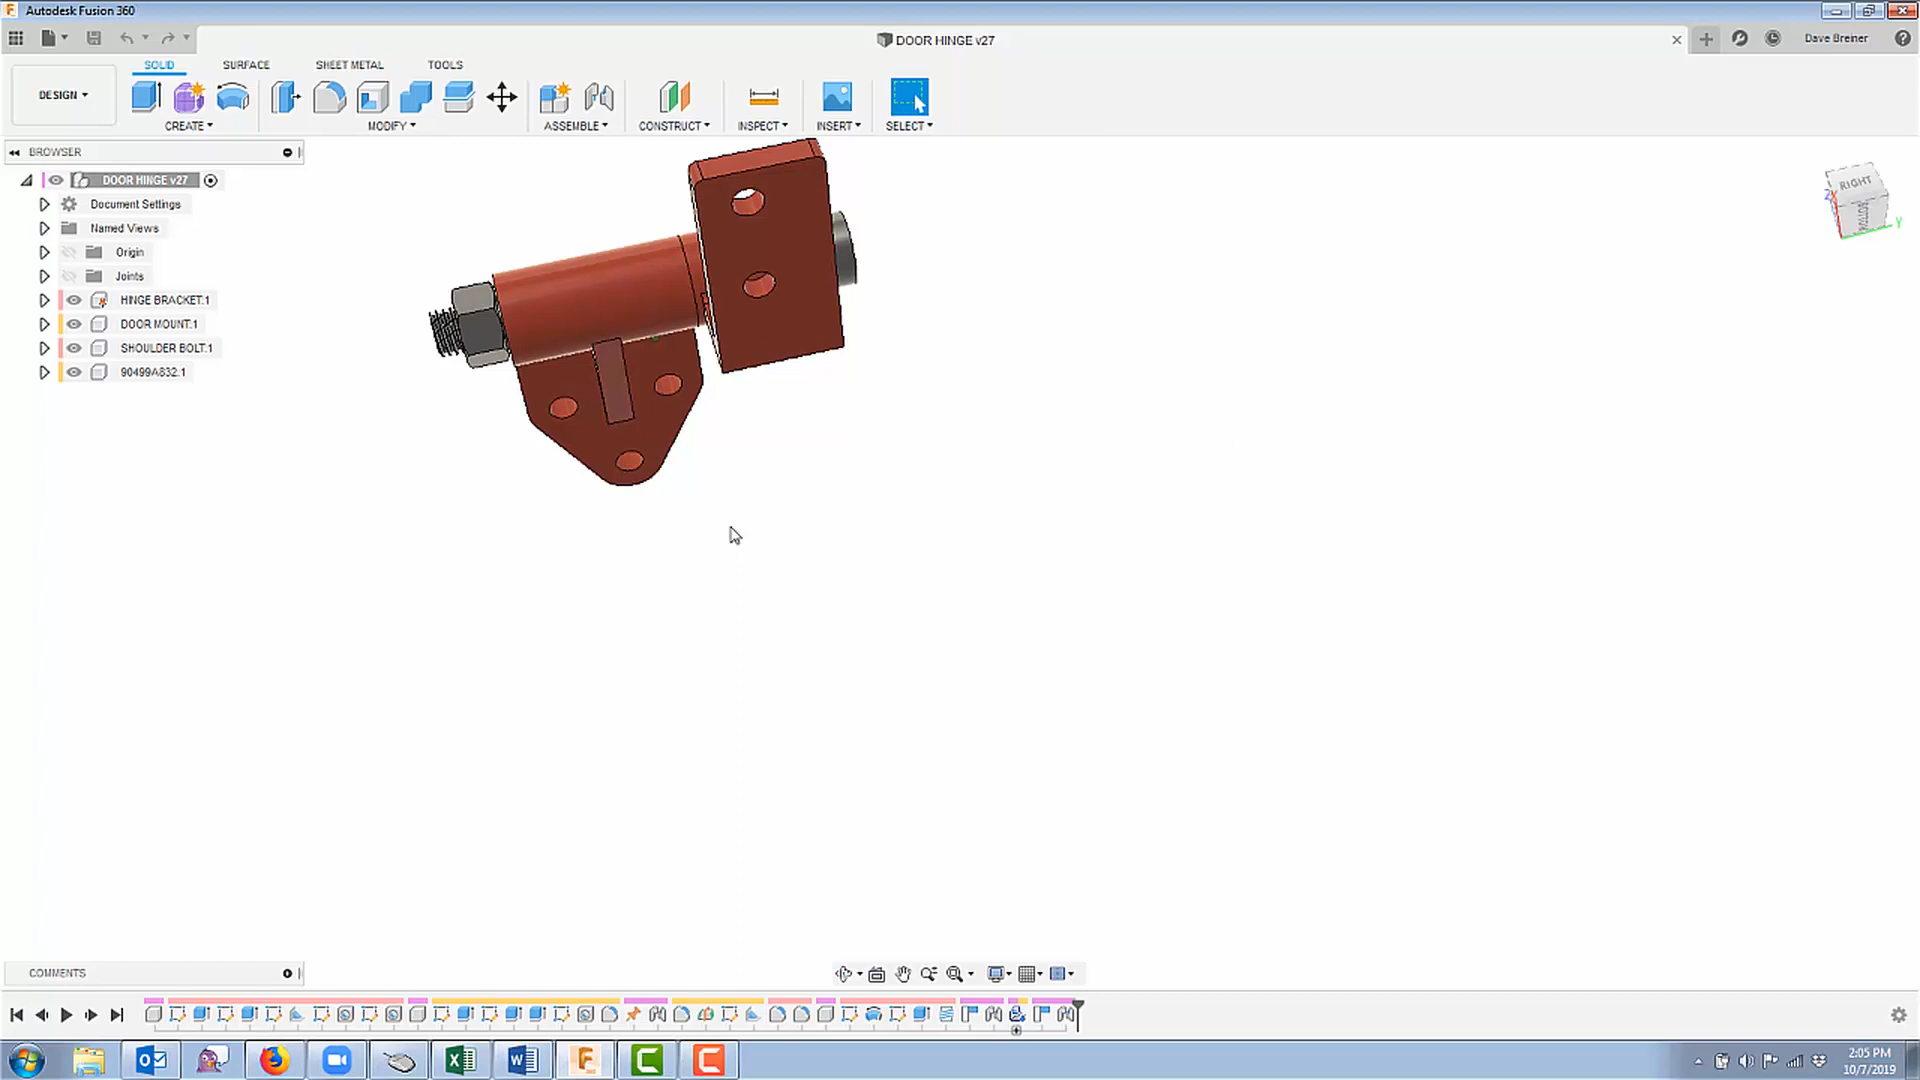 Autodesk Fusion 360
DOOR HINGE v27
Dave Breiner
SOLID SURFACE SHEET METAL TOOLS
DESIGN
CREATE MODIFY ASSEMBLE CONSTRUCT INSPECT INSERT SELECT
BROWSER
DOOR HINGE v27
Document Settings
Named Views
Origin
Joints
HINGE BRACKET:1
DOOR MOUNT:1
SHOULDER BOLT:1
90499A832:1
RIGHT
BOTTOM
Z
Y
COMMENTS
2:05 PM
10/7/2019